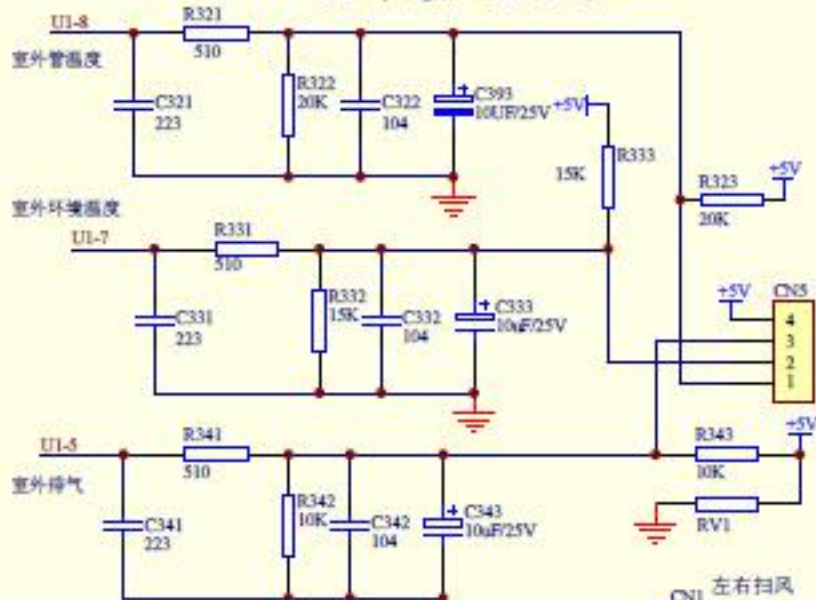 U1-8
R321
510
室外管温度
C321
223
R322
20K
C322
104
C393
10UF/25V
+5V
R333
15K
R323
20K
+5V
室外环境温度
U1-7
R331
510
C331
223
R332
15K
C332
104
C333
10uF/25V
+5V
CN5
4
3
2
1
U1-5
R341
510
室外排气
C341
223
R342
10K
C342
104
C343
10uF/25V
R343
10K
+5V
RV1
CN1
左右扫风